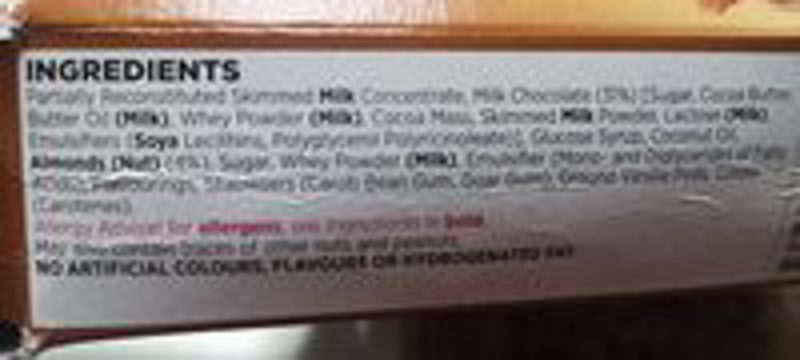 INGREDIENTS
Partially Reconstituted Skimmed Milk Concentrate, Milk Chocolate (31%) [Sugar, Cocoa Butter,
Butter Oil (Milk), Whey Powder (Milk), Cocoa Mass, Skimmed Milk Powder, Lactose (Milk)
Emulsifiers (Soya Lecithins, Polyglycerol Polyricinoleate)], Glucose Syrup, Coconut Oil,
Almonds (Nut) (4%), Sugar, Whey Powder (Milk), Emulsifier (Mono- and Diglycerides of Fatty
Stabilisers (Carob Bean Gum, Guar Gum), Ground Vanilla Pods,
(Carotenes).
Allergy Advice! for allergens, see ingredients in bold.
May contain traces of other nuts and peanuts.
NO ARTIFICIAL COLOURS, FLAVOURS OR HYDROGENATED FAT